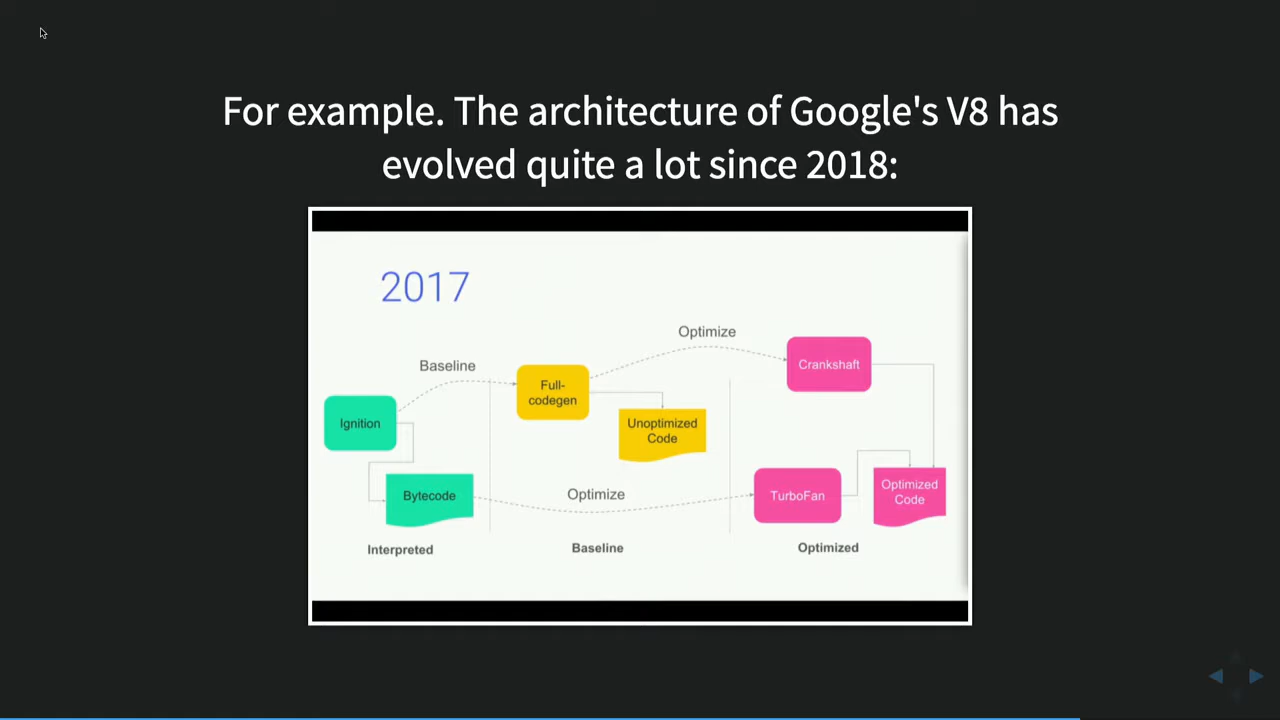 For example. The architecture of Google's V8 has
evolved quite a lot since 2018:
2017
Optimize
Baseline
Crankshaft
Full-
codegen
Ignition
Unoptimized
Code
Bytecode
Optimize
TurboFan
Optimized
Code
Interpreted
Baseline
Optimized